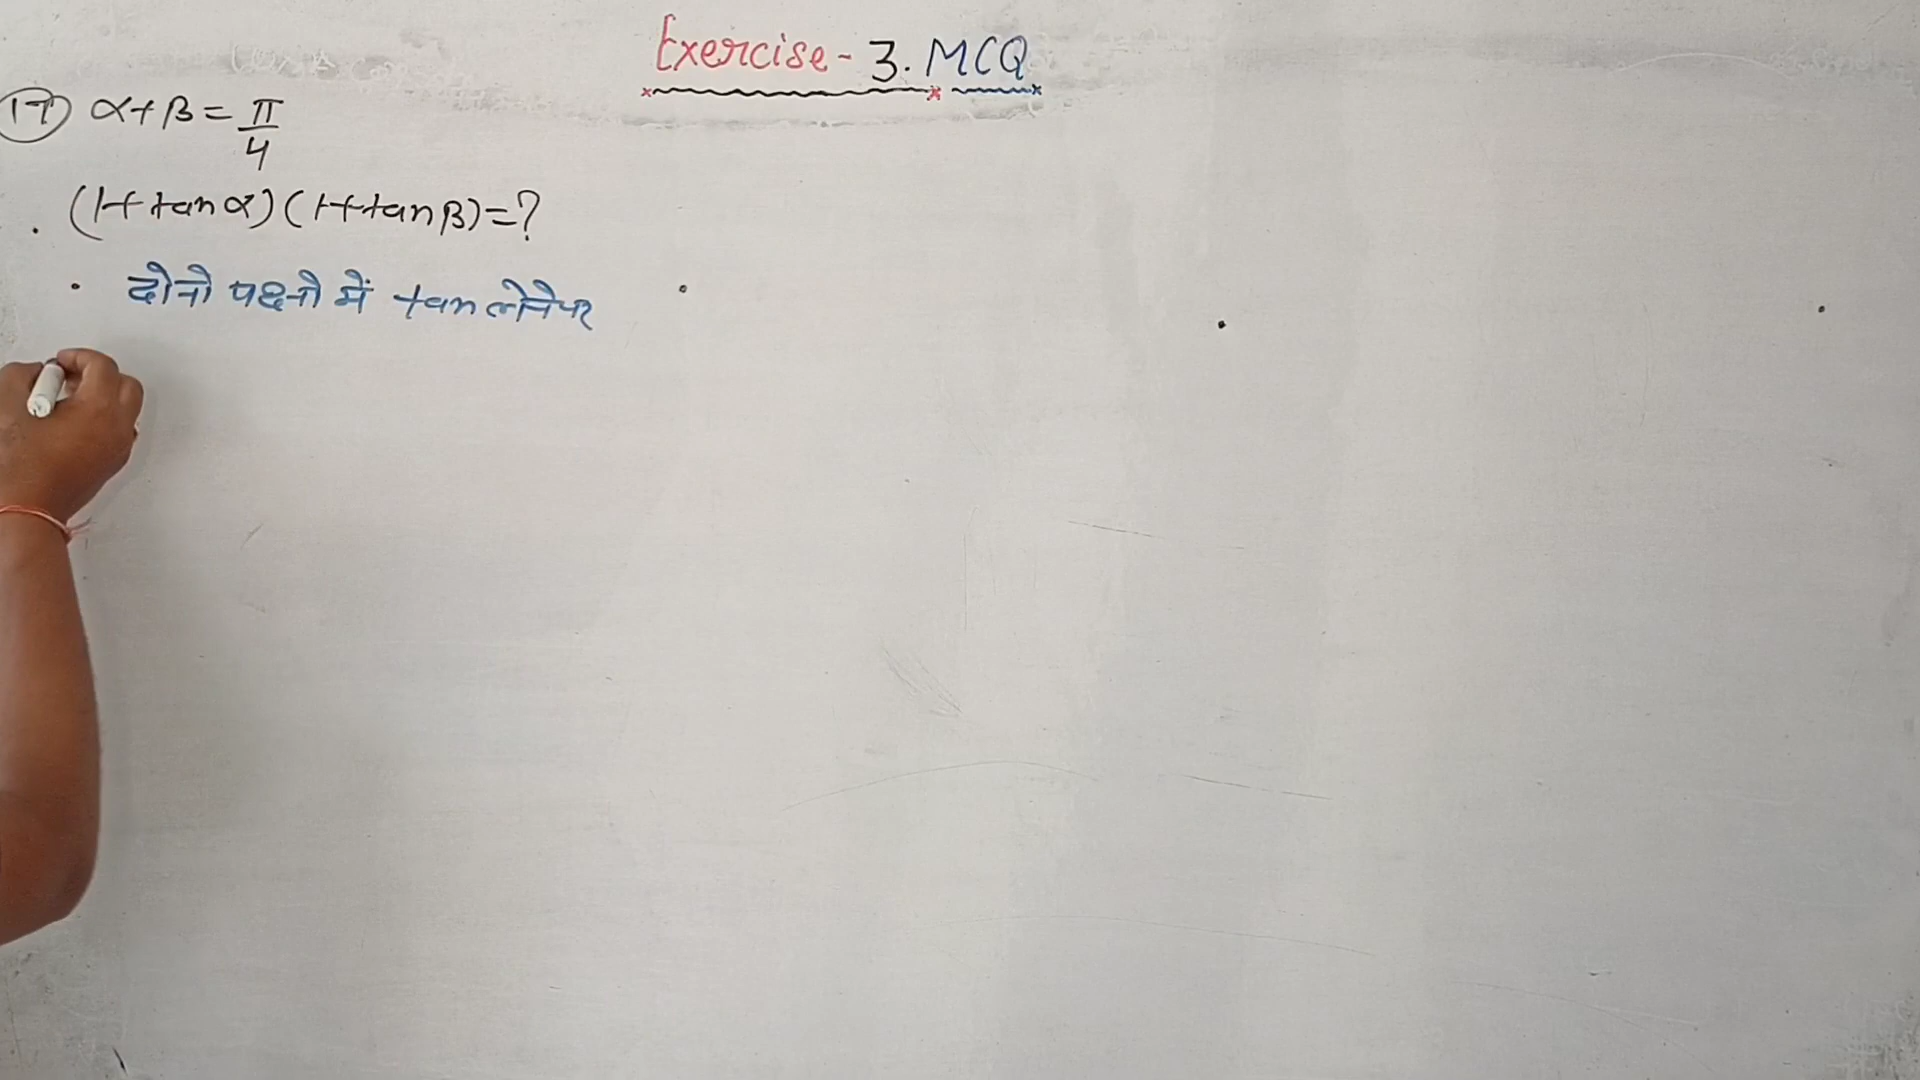 Exercise - 3. MCQ
17 α+β = π/4
(1+tanα)(1+tanβ)=?
दोनो पक्षो में tan लेनेपर